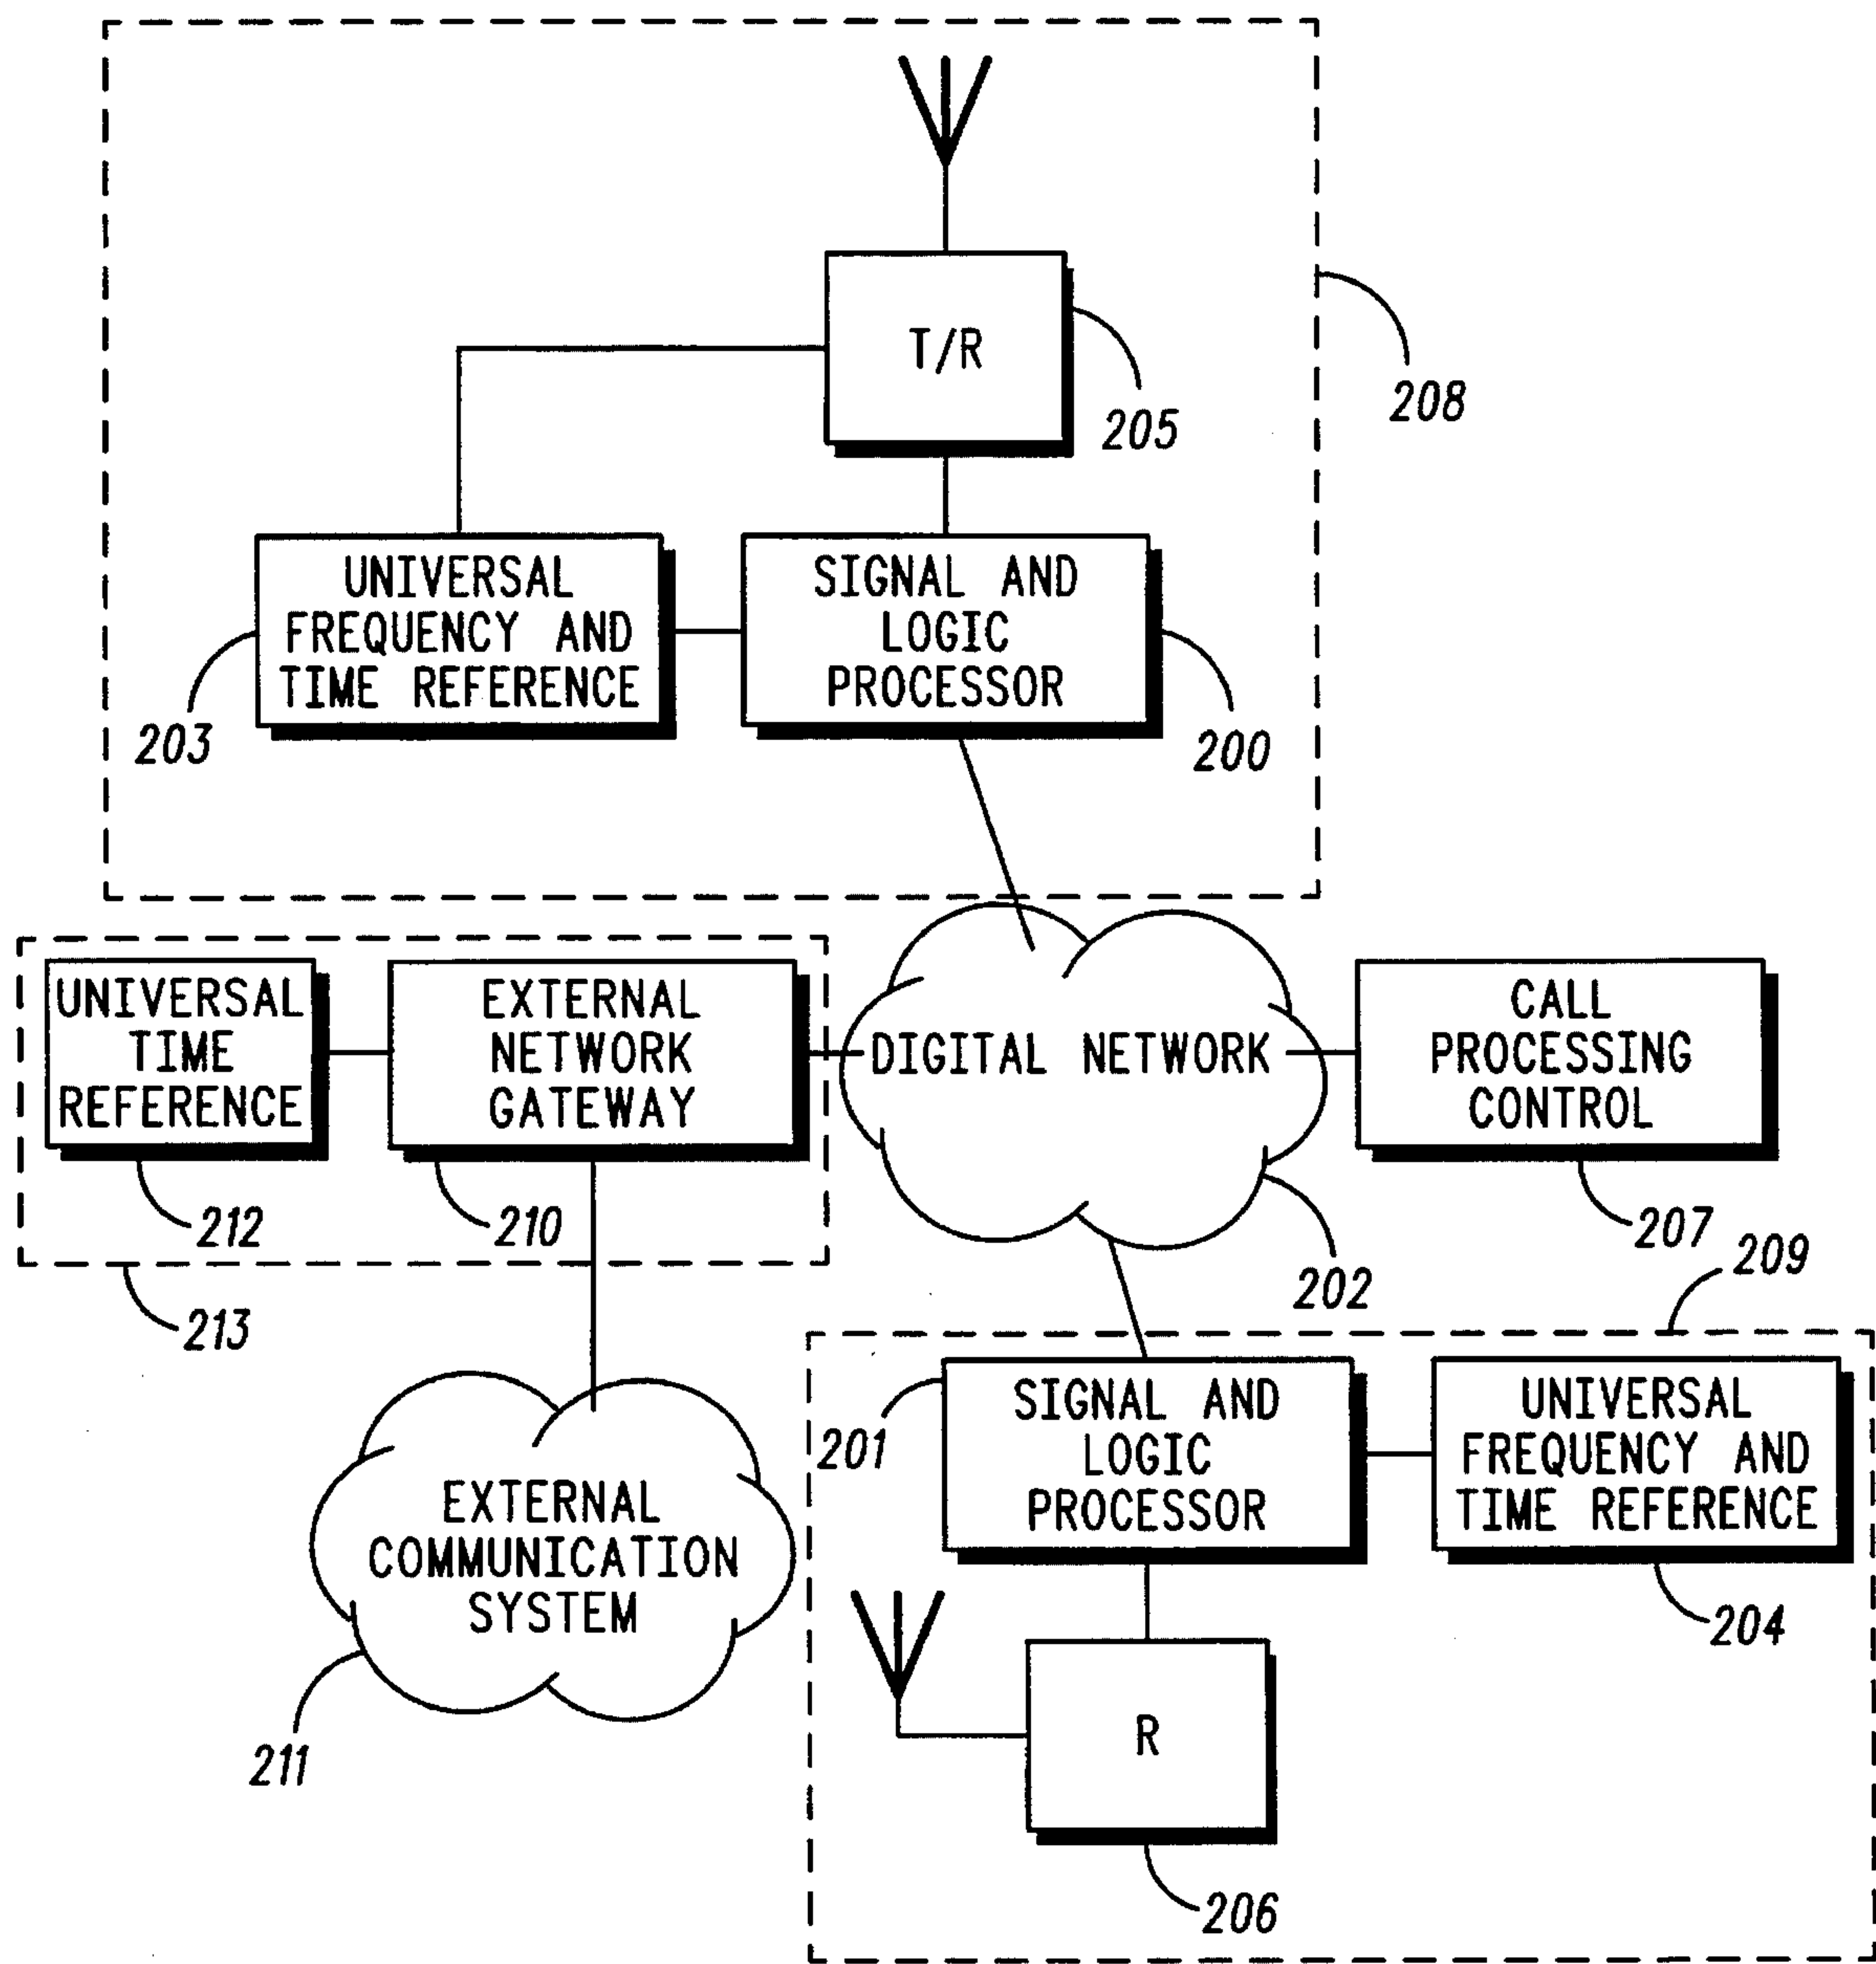 T/R
205
208
UNIVERSAL
FREQUENCY AND
TIME REFERENCE
203
SIGNAL AND
LOGIC
PROCESSOR
200
UNIVERSAL
TIME
REFERENCE
212
EXTERNAL
NETWORK
GATEWAY
210
213
DIGITAL NETWORK
202
CALL
PROCESSING
CONTROL
207
209
EXTERNAL
COMMUNICATION
SYSTEM
211
201
SIGNAL AND
LOGIC
PROCESSOR
UNIVERSAL
FREQUENCY AND
TIME REFERENCE
204
R
206